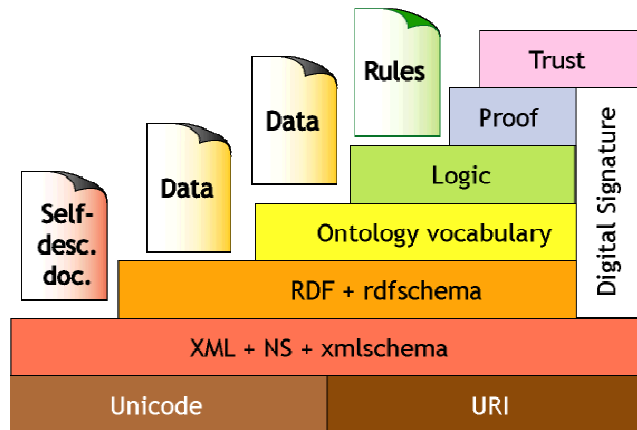 Rules
Trust
Data
Proof
Data
Logic
Self-
desc.
doc.
Ontology vocabulary
Digital Signature
RDF + rdfschema
XML + NS + xmlschema
Unicode
URI